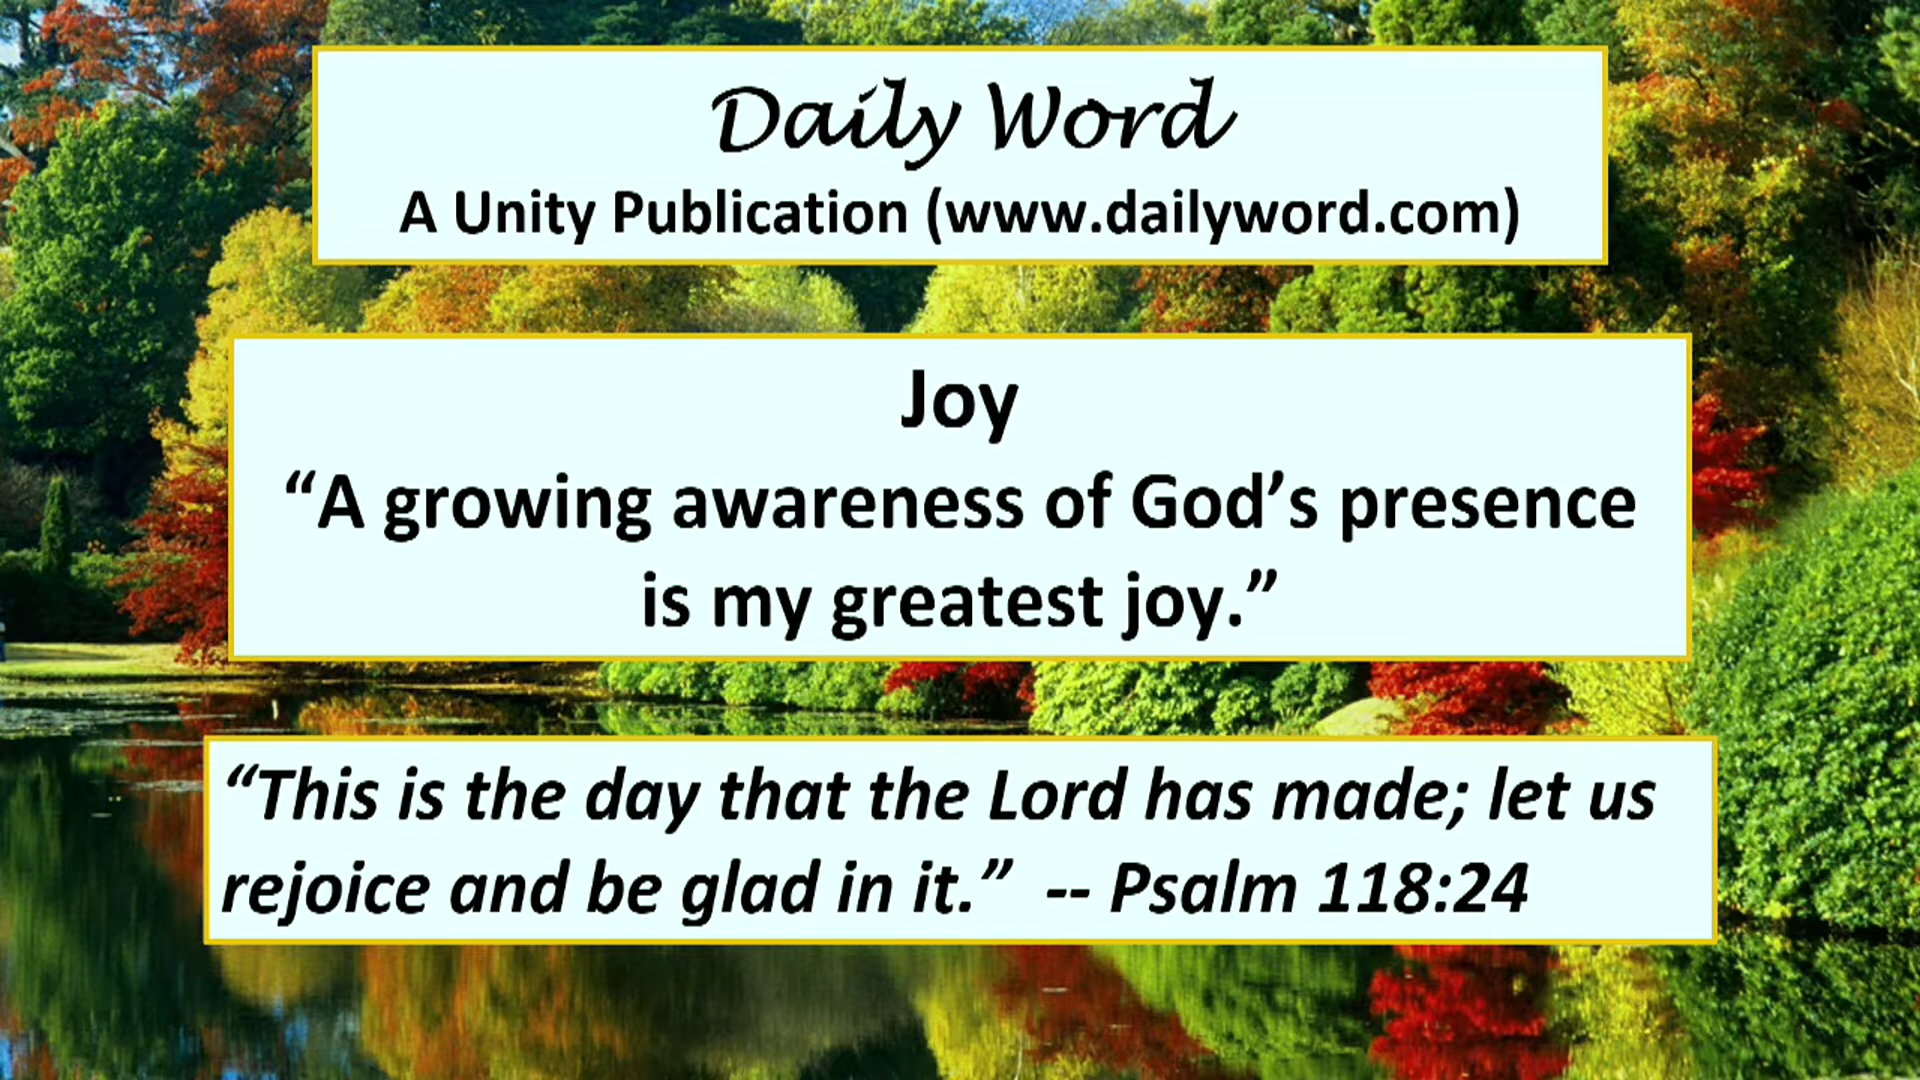 Daily Word
A Unity Publication (www.dailyword.com)
Joy
“A growing awareness of God’s presence
is my greatest joy.”
“This is the day that the Lord has made; let us
rejoice and be glad in it.”  -- Psalm 118:24